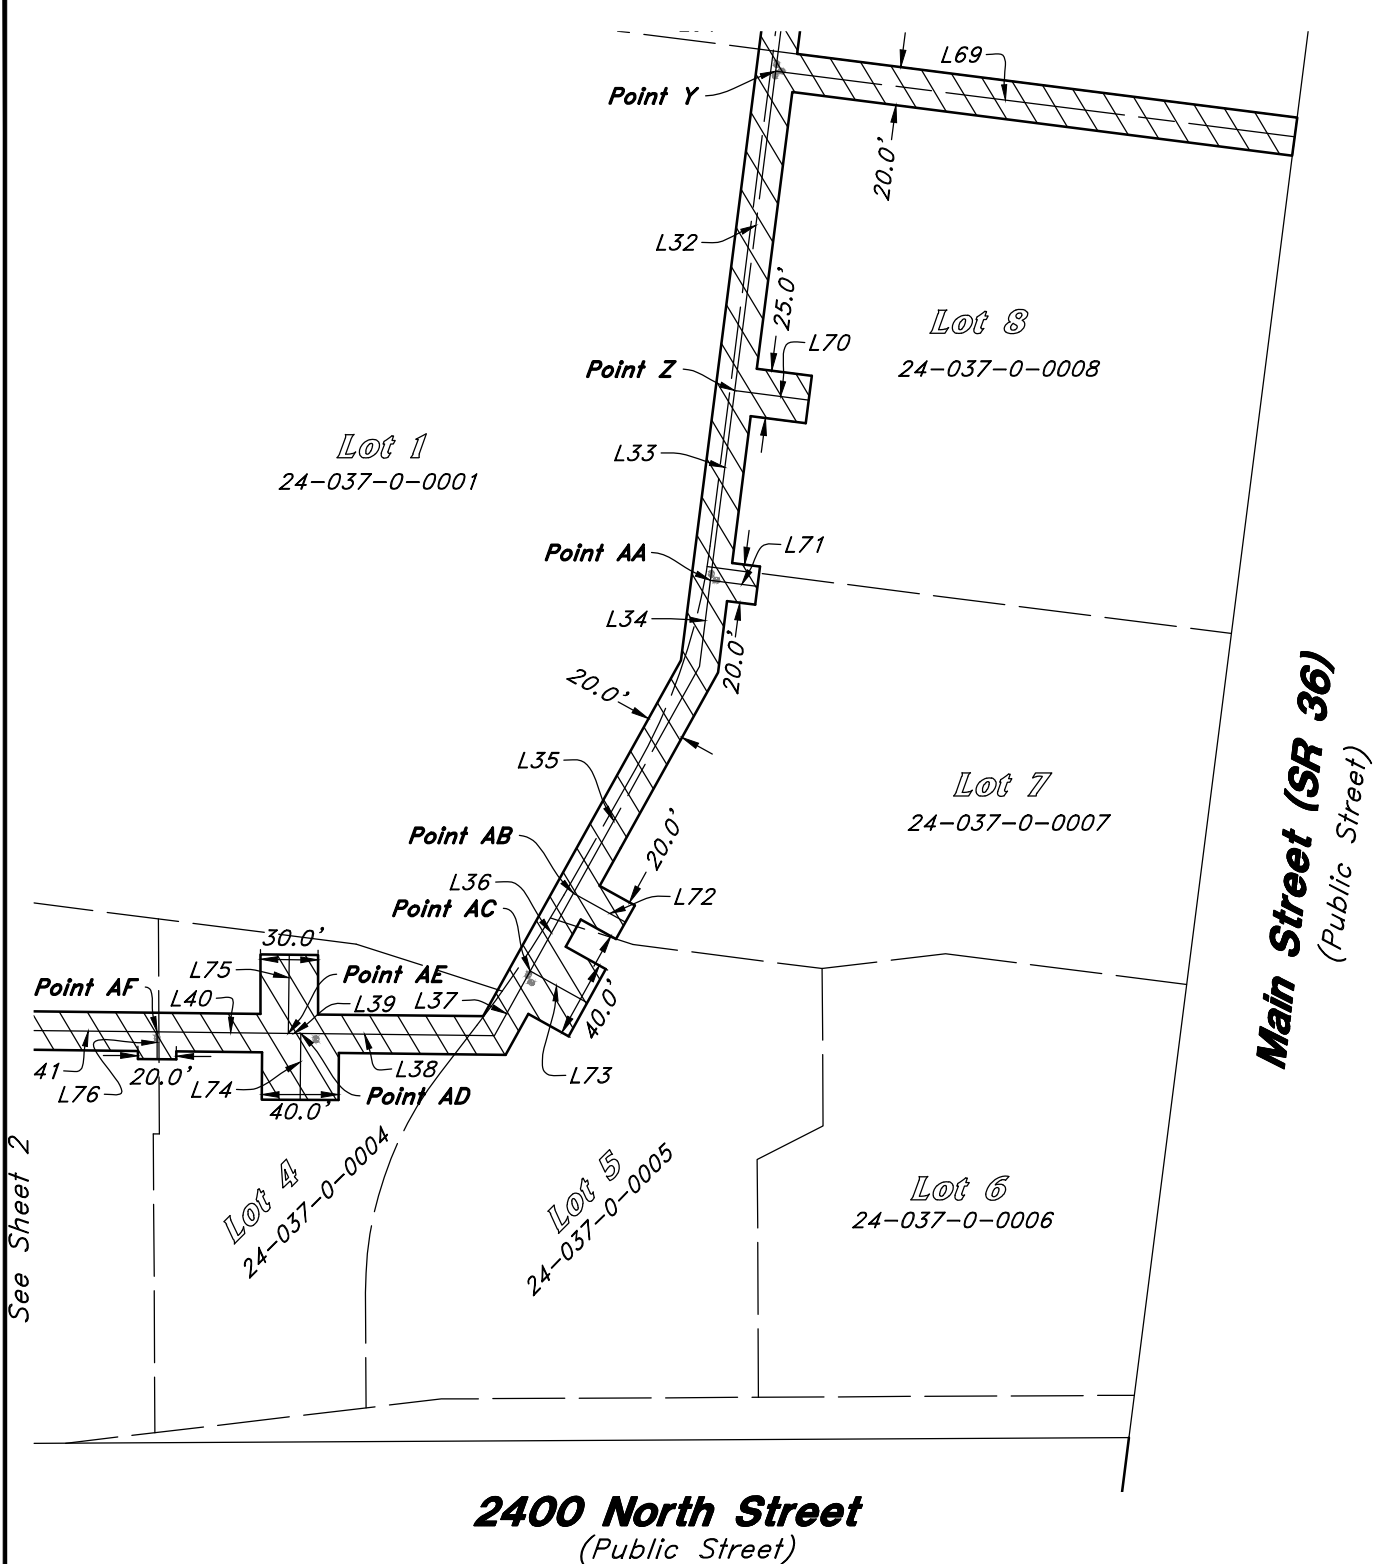 L69
Point Y
20.0'
L32
25.0'
Lot 8
L70
Point Z
24-037-0-0008
Lot 1
L33
24-037-0-0001
Point AA
L71
L34
20.0'
20.0'
Main Street (SR 36)
(Public Street)
L35
Lot 7
24-037-0-0007
Point AB
20.0'
L36
L72
Point AC
30.0'
L75
Point AE
Point AF
L40
L39
L37
40.0'
41
L76
20.0'
L74
L38
L73
40.0'
Point AD
See Sheet 2
Lot 4
24-037-0-0004
Lot 5
24-037-0-0005
Lot 6
24-037-0-0006
2400 North Street
(Public Street)